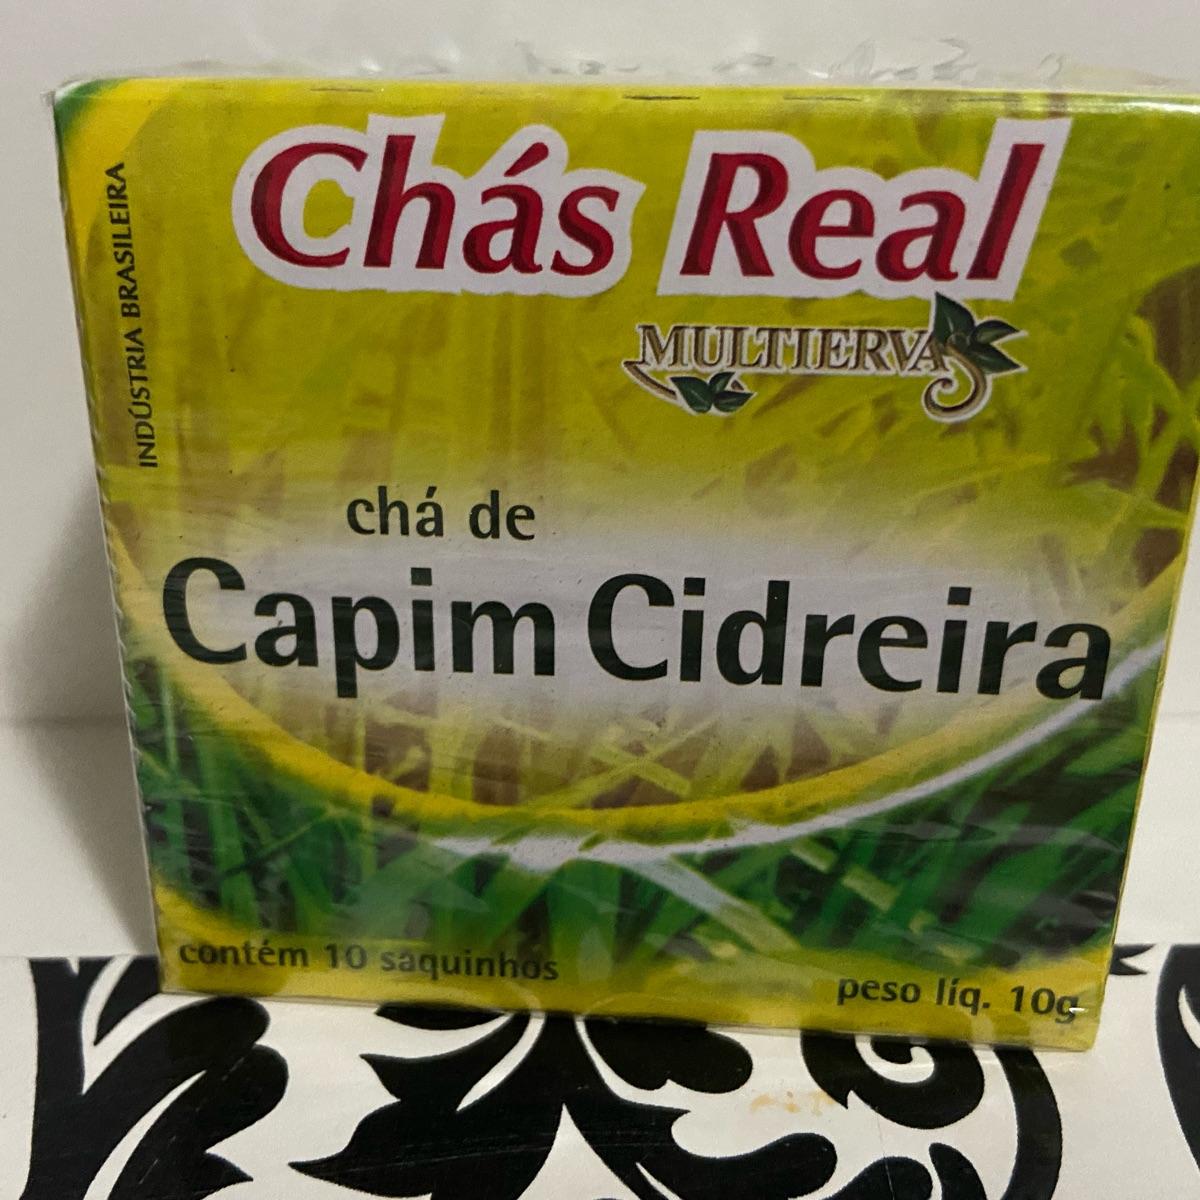 Chás Real
MULTIERVAS
INDÚSTRIA BRASILEIRA
chá de
Capim Cidreira
contém 10 saquinhos
peso líq. 10g